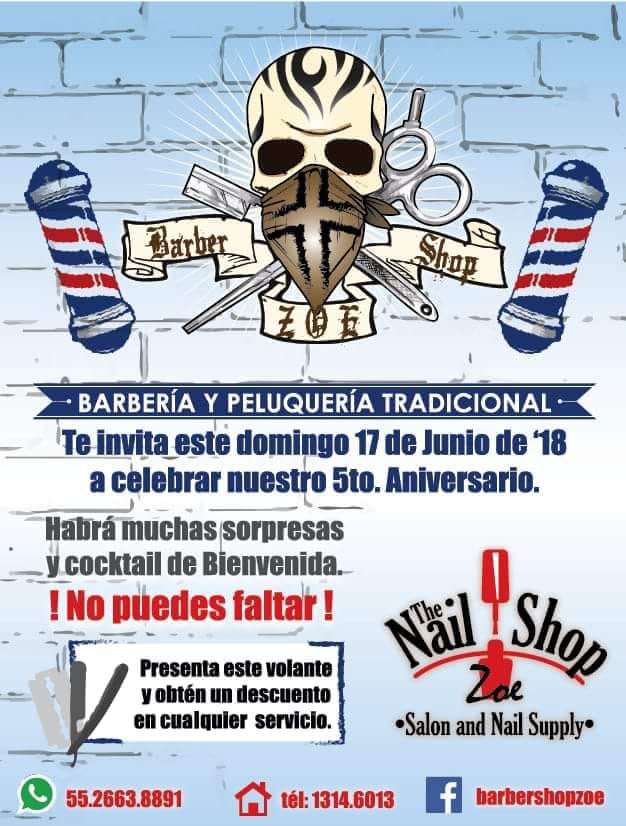 Barber Shop
ZOE
BARBERÍA Y PELUQUERÍA TRADICIONAL
Te invita este domingo 17 de Junio de ‘18
a celebrar nuestro 5to. Aniversario.
Habrá muchas sorpresas
y cocktail de Bienvenida.
! No puedes faltar !
The
Nail Shop
Zoe
•Salon and Nail Supply•
Presenta este volante
y obtén un descuento
en cualquier servicio.
55.2663.8891
tél: 1314.6013
barbershopzoe